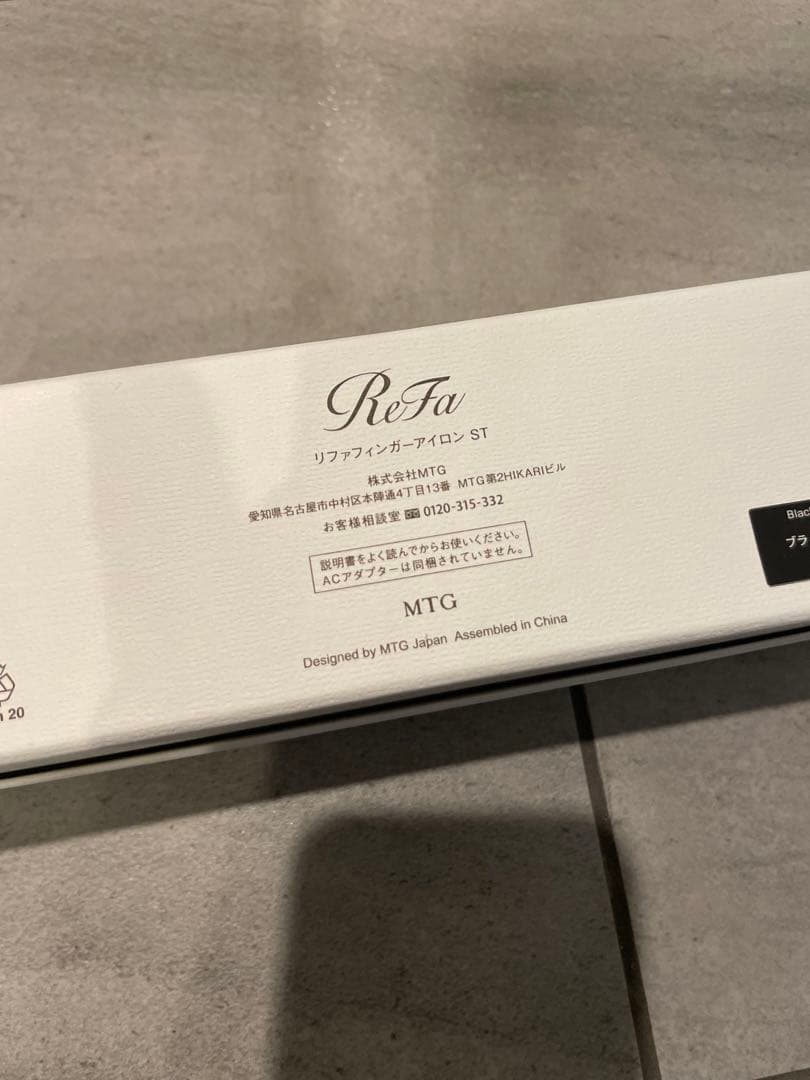 ReFa
リファフィンガーアイロン ST
株式会社MTG
愛知県名古屋市中村区本陣通4丁目13番 MTG第2HIKARIビル
お客様相談室 0120-315-332
説明書をよく読んでからお使いください。
ACアダプターは同梱されていません。
MTG
Designed by MTG Japan Assembled in China
Blac
ブラ
20